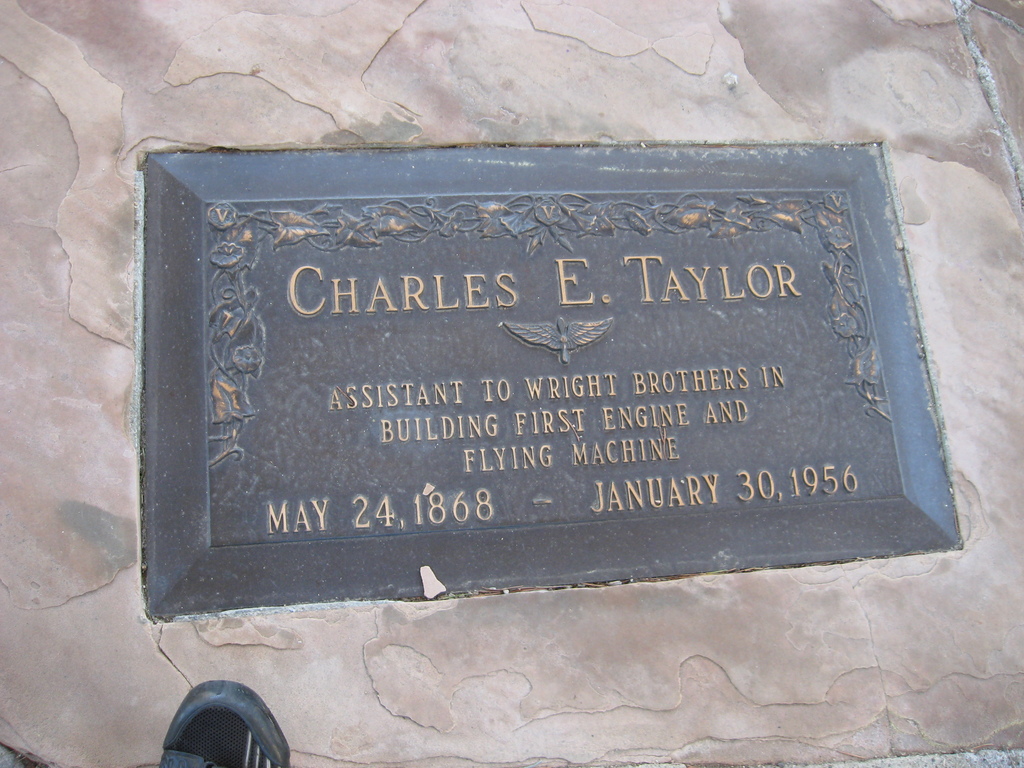 CHARLES E. TAYLOR
ASSISTANT TO WRIGHT BROTHERS IN
BUILDING FIRST ENGINE AND
FLYING MACHINE
MAY 24, 1868 – JANUARY 30, 1956